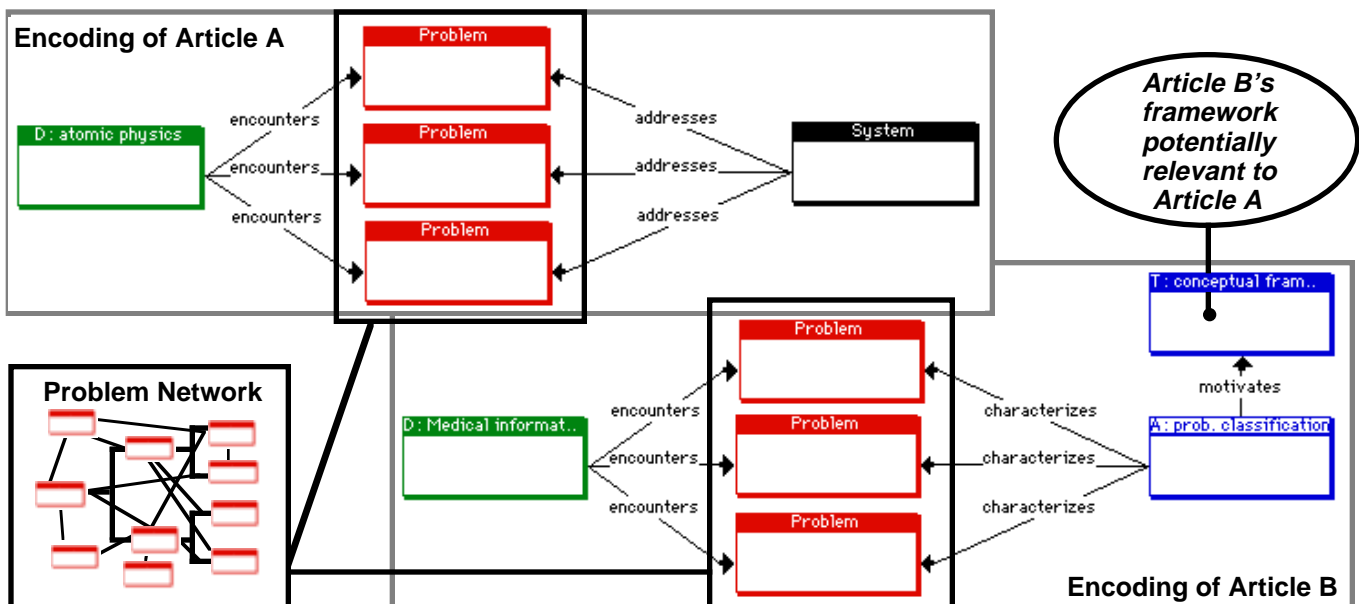 Encoding of Article A
Problem
encounters
addresses
D : atomic physics
Problem
System
encounters
addresses
encounters
addresses
Problem
Article B's
framework
potentially
relevant to
Article A
T : conceptual fram..
motivates
Problem Network
Problem
encounters
characterizes
D : Medical informat..
Problem
A : prob. classification
encounters
characterizes
encounters
characterizes
Problem
Encoding of Article B